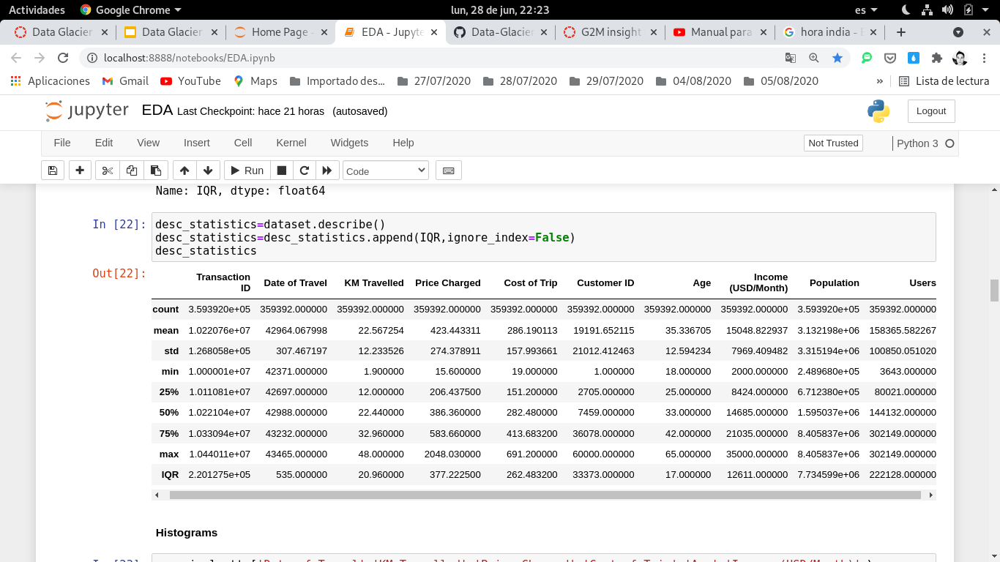 Actividades Google Chrome lun, 28 de jun, 22:23 es
Data Glacier Data Glacier Home Page - EDA - Jupyte Data-Glacie G2M insight Manual para hora india -
localhost:8888/notebooks/EDA.ipynb
Aplicaciones Gmail YouTube Maps Importado des... 27/07/2020 28/07/2020 29/07/2020 04/08/2020 05/08/2020 » Lista de lectura
jupyter EDA Last Checkpoint: hace 21 horas (autosaved) Logout
File Edit View Insert Cell Kernel Widgets Help Not Trusted Python 3
Run Code
Name: IQR, dtype: float64
In [22]: desc_statistics=dataset.describe()
desc_statistics=desc_statistics.append(IQR,ignore_index=False)
desc_statistics
Out[22]:
Transaction ID Date of Travel KM Travelled Price Charged Cost of Trip Customer ID Age Income (USD/Month) Population Users
count 3.593920e+05 359392.000000 359392.000000 359392.000000 359392.000000 359392.000000 359392.000000 359392.000000 3.593920e+05 359392.000000
mean 1.022076e+07 42964.067998 22.567254 423.443311 286.190113 19191.652115 35.336705 15048.822937 3.132198e+06 158365.582267
std 1.268058e+05 307.467197 12.233526 274.378911 157.993661 21012.412463 12.594234 7969.409482 3.315194e+06 100850.051020
min 1.000001e+07 42371.000000 1.900000 15.600000 19.000000 1.000000 18.000000 2000.000000 2.489680e+05 3643.000000
25% 1.011081e+07 42697.000000 12.000000 206.437500 151.200000 2705.000000 25.000000 8424.000000 6.712380e+05 80021.000000
50% 1.022104e+07 42988.000000 22.440000 386.360000 282.480000 7459.000000 33.000000 14685.000000 1.595037e+06 144132.000000
75% 1.033094e+07 43232.000000 32.960000 583.660000 413.683200 36078.000000 42.000000 21035.000000 8.405837e+06 302149.000000
max 1.044011e+07 43465.000000 48.000000 2048.030000 691.200000 60000.000000 65.000000 35000.000000 8.405837e+06 302149.000000
IQR 2.201275e+05 535.000000 20.960000 377.222500 262.483200 33373.000000 17.000000 12611.000000 7.734599e+06 222128.000000
Histograms